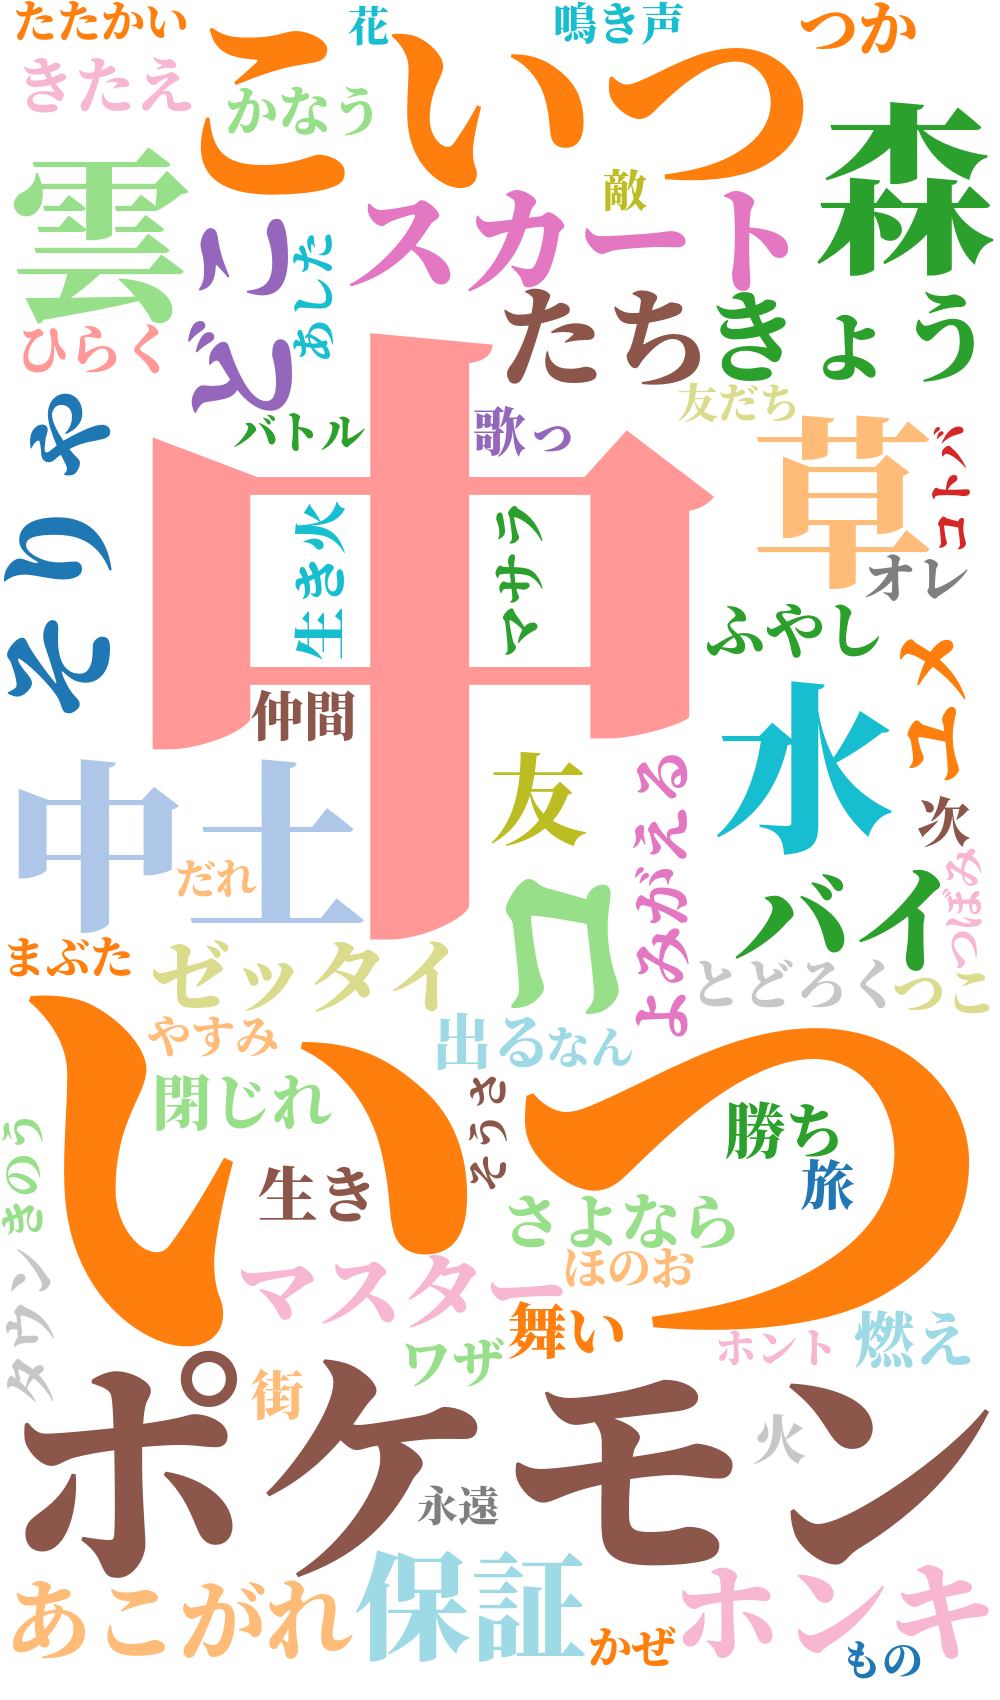 たたかい
花
鳴き声
つか
こいつ
きたえ
かなう
森
雲
敵
スカート
どこ
あした
たち
きょう
ひらく
そりゃ
バトル
歌っ
友だち
中
草
コトバ
生き火
マサラ
オレ
ふやし
ユメ
仲間
水
中土
友
よみがえる
次
だれ
コ
バイ
つぼみ
まぶた
ゼッタイ
とどろく
つこ
いつ
やすみ
出る
なん
閉じれ
そうさ
勝ち
きのう
生き
旅
さよなら
タウン
マスター
ほのお
舞い
ワザ
ホント
燃え
ポケモン
街
火
永遠
あこがれ
保証
かぜ
ホンキ
もの